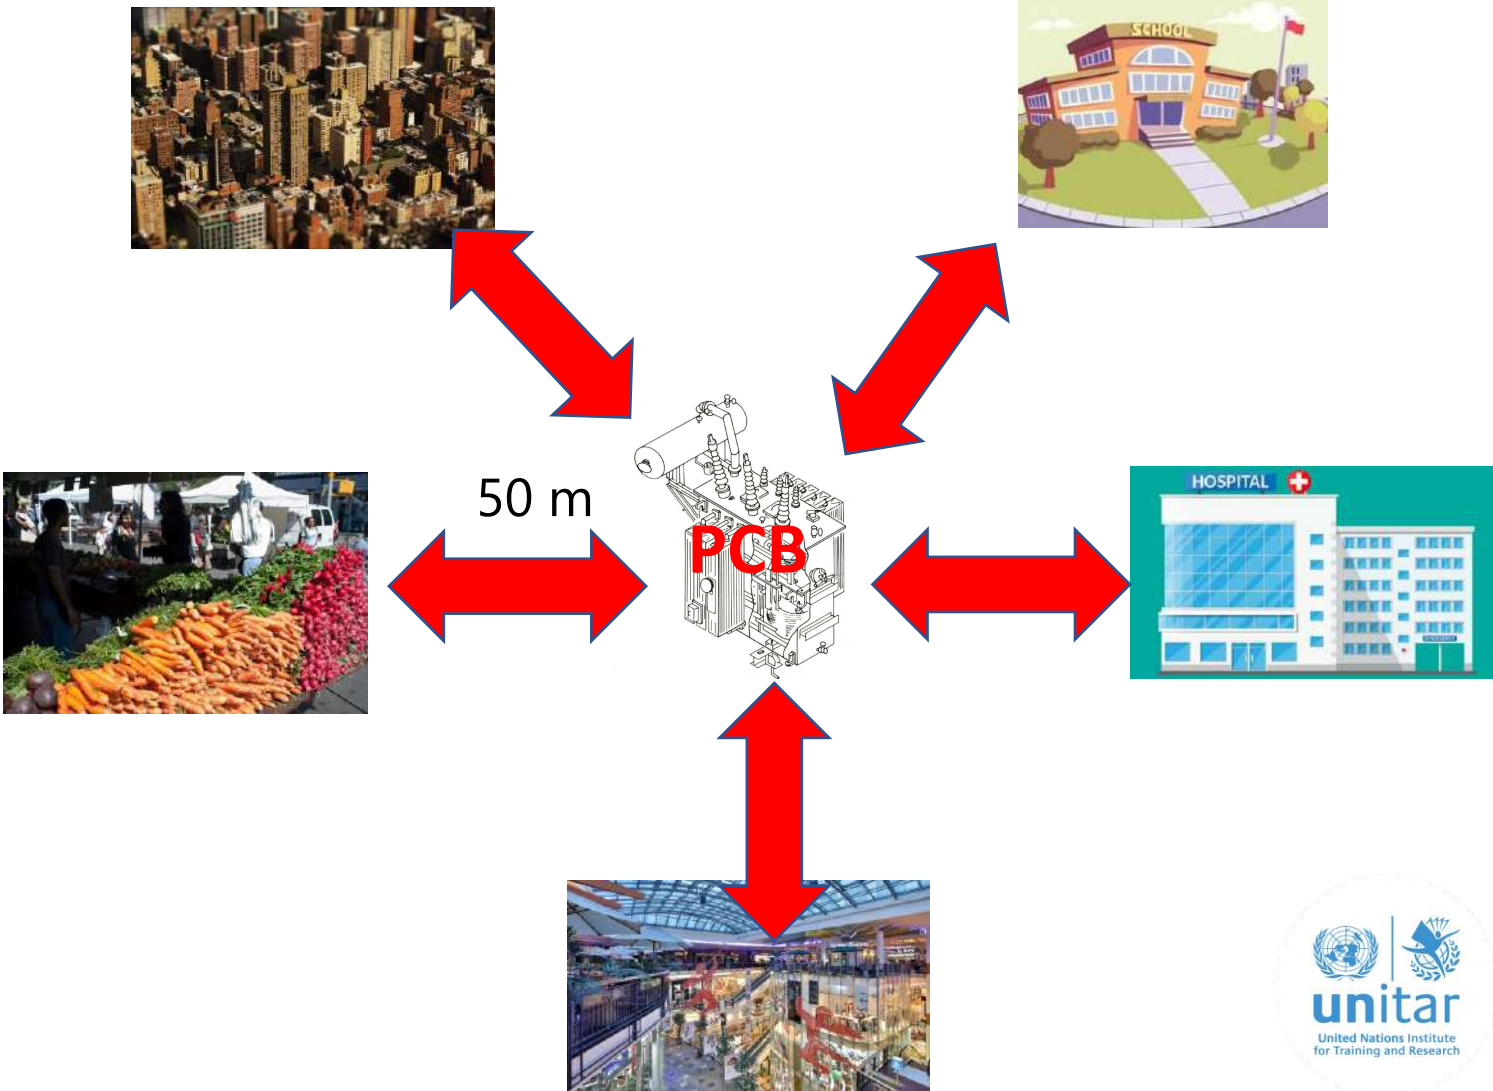 SCHOOL
50 m
PCB
HOSPITAL
unitar
United Nations Institute
for Training and Research